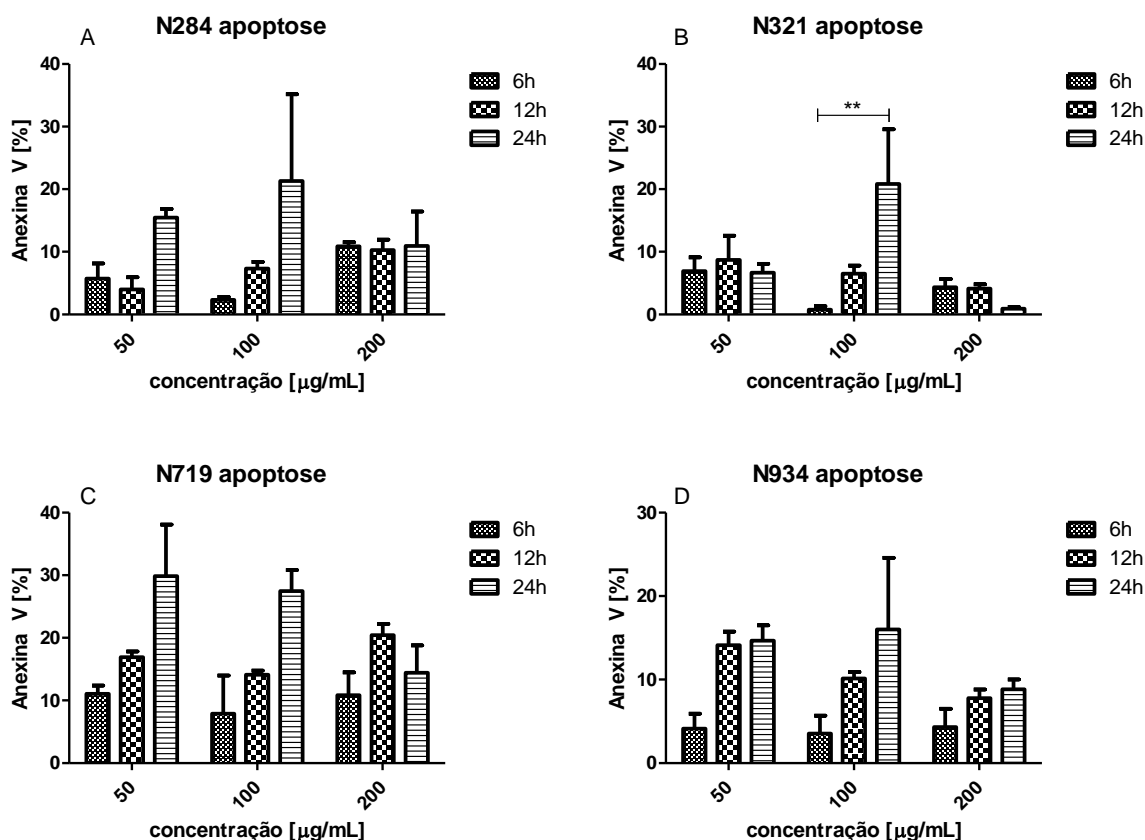 A
N284 apoptose
40
30
20
10
0
Anexina V [%]
50
100
200
concentração [μg/mL]
6h
12h
24h
B
N321 apoptose
40
30
20
10
0
Anexina V [%]
**
50
100
200
concentração [μg/mL]
6h
12h
24h
C
N719 apoptose
40
30
20
10
0
Anexina V [%]
50
100
200
concentração [μg/mL]
6h
12h
24h
D
N934 apoptose
30
20
10
0
Anexina V [%]
50
100
200
concentração [μg/mL]
6h
12h
24h